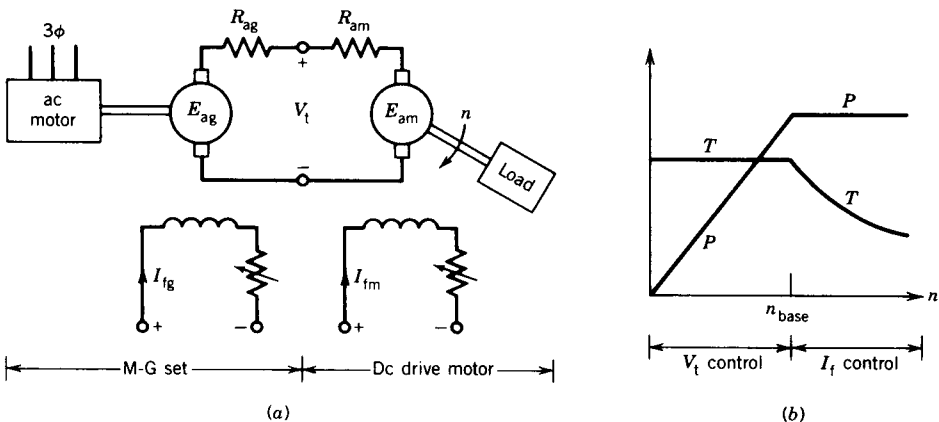 3ϕ
ac
motor
R_ag
R_am
+
E_ag
V_t
E_am
n
−
Load
I_fg
+
−
I_fm
+
−
M-G set
Dc drive motor
(a)
P
T
T
P
n
n_base
V_t control
I_f control
(b)